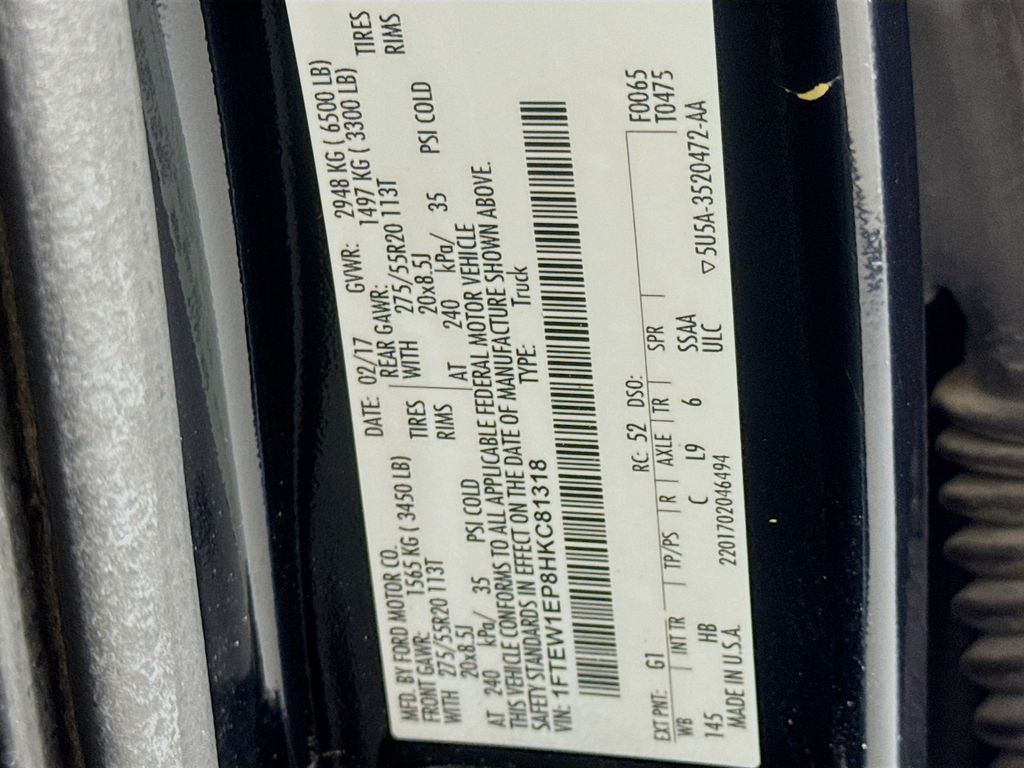 MFD. BY FORD MOTOR CO. DATE: 02/17 GVWR: 2948 KG ( 6500 LB)
FRONT GAWR: 1565 KG ( 3450 LB) REAR GAWR: 1497 KG ( 3300 LB)
WITH 275/55R20 113T TIRES WITH 275/55R20 113T TIRES
20x8.5J RIMS 20x8.5J RIMS
AT 240 kPa/ 35 PSI COLD AT 240 kPa/ 35 PSI COLD
THIS VEHICLE CONFORMS TO ALL APPLICABLE FEDERAL MOTOR VEHICLE
SAFETY STANDARDS IN EFFECT ON THE DATE OF MANUFACTURE SHOWN ABOVE.
VIN: 1FTEW1EP8HKC81318 TYPE: Truck
EXT PNT: G1 RC: 52 DSO: F0065
WB INT TR TP/PS R AXLE TR SPR T0475
145 HB C L9 6 SSAA
MADE IN U.S.A. 2201702046494 ULC ▽5U5A-3520472-AA